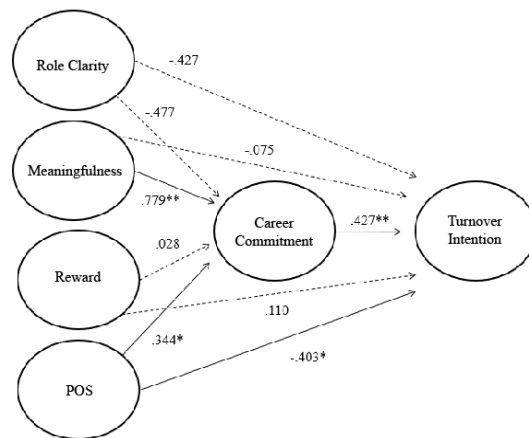 Role Clarity
-.427
-.477
Meaningfulness
-.075
.779**
Career
Commitment
.427**
Turnover
Intention
.028
Reward
.110
.344*
-.403*
POS